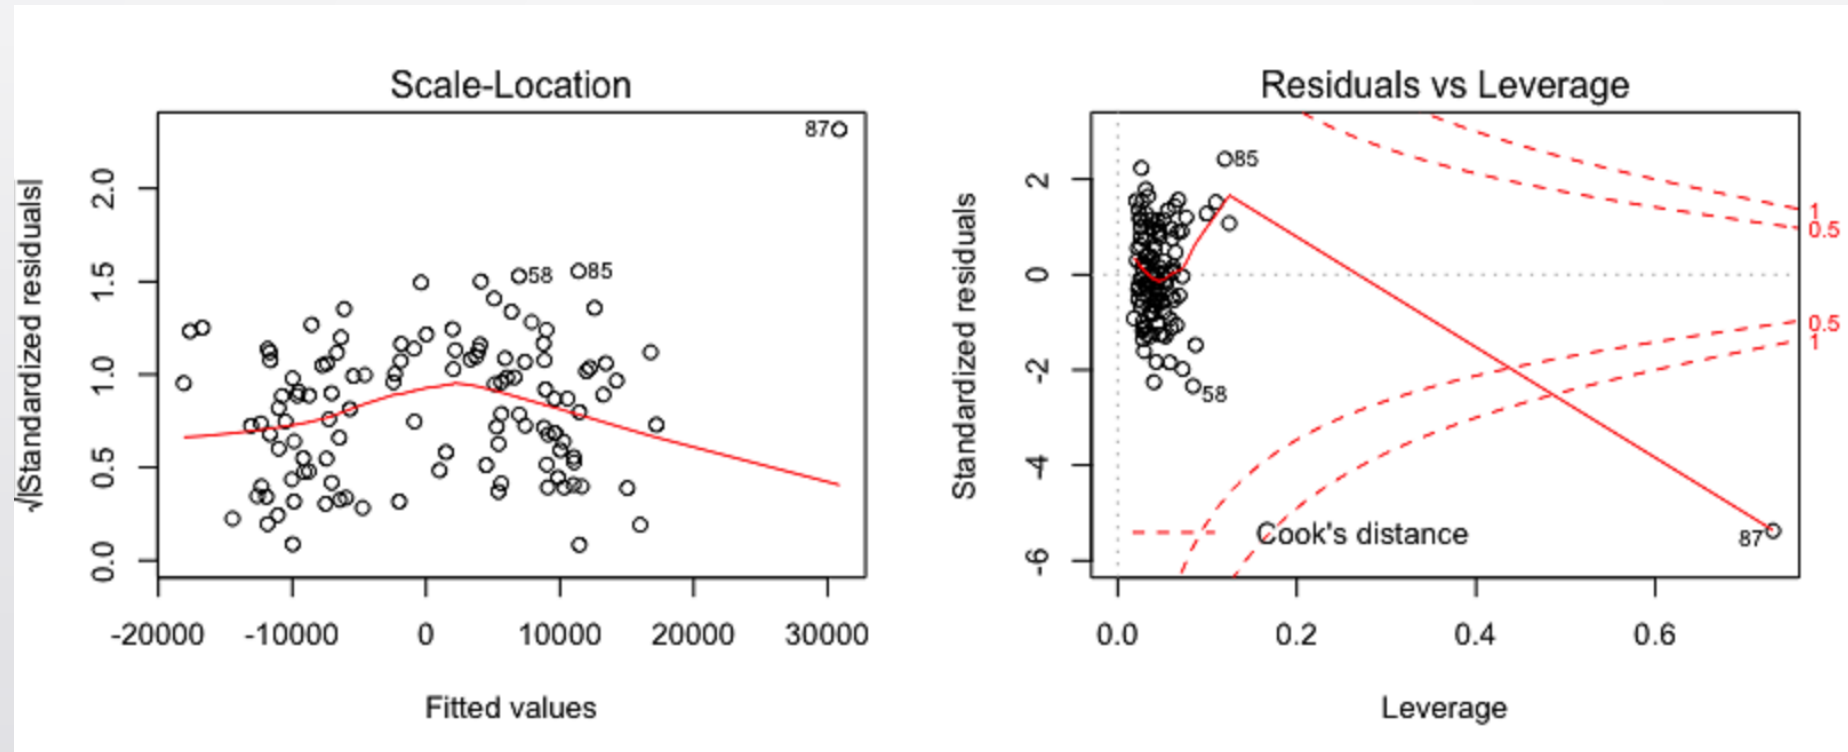 Scale-Location
√|Standardized residuals|
2.0
1.5
1.0
0.5
0.0
87
58
85
-20000 -10000 0 10000 20000 30000
Fitted values
Residuals vs Leverage
Standardized residuals
2
0
-2
-4
-6
85
58
87
1
0.5
0.5
1
Cook's distance
0.0 0.2 0.4 0.6
Leverage